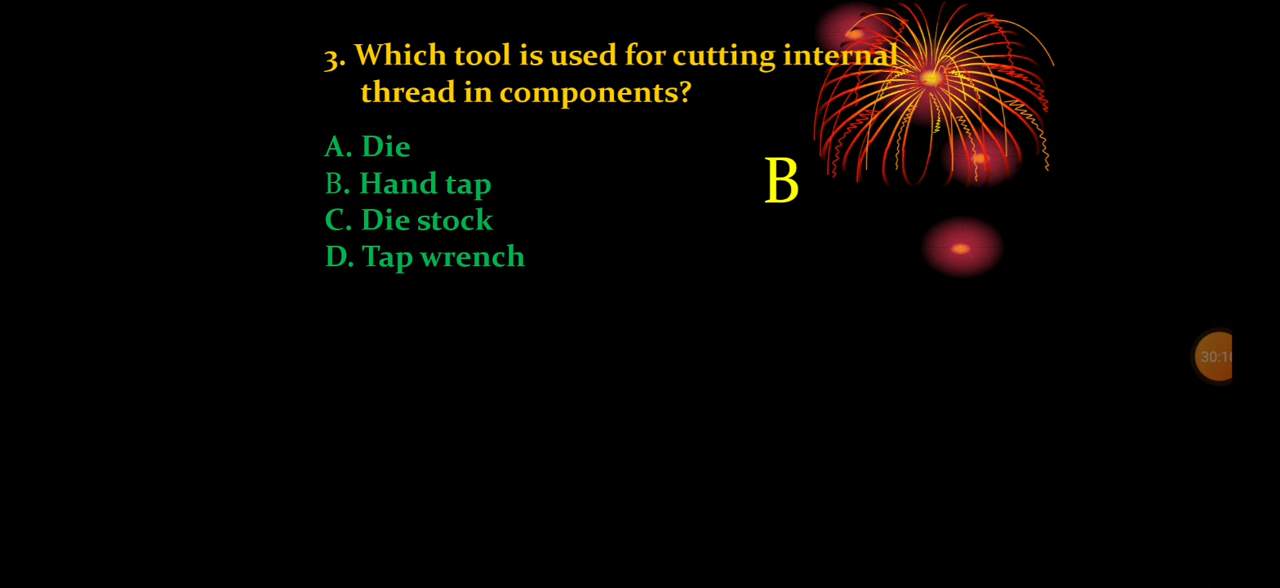 3. Which tool is used for cutting internal
thread in components?
A. Die
B. Hand tap
B
C. Die stock
D. Tap wrench